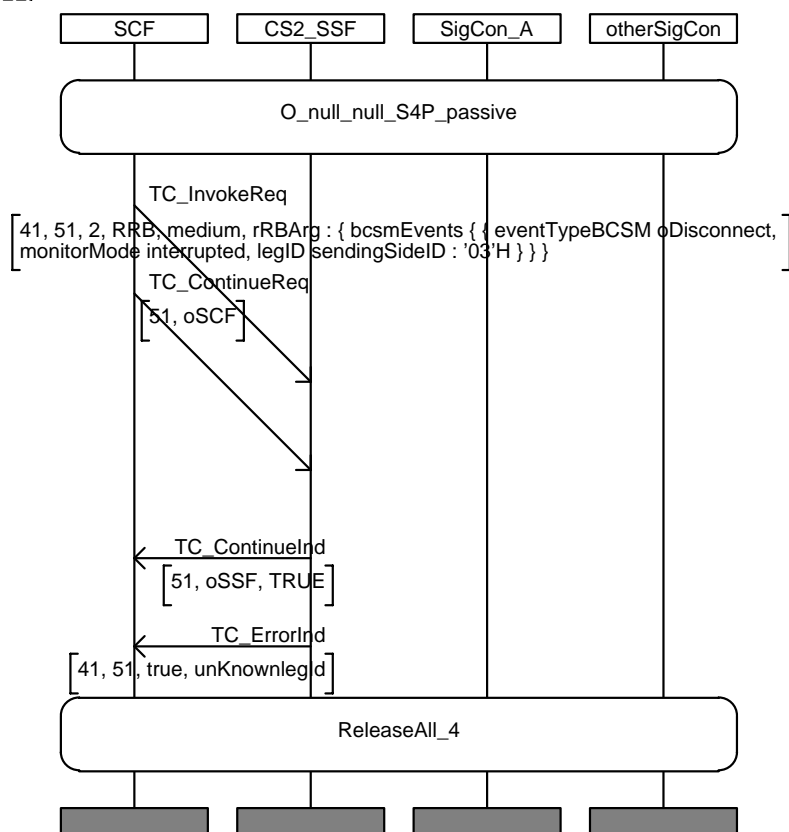 SCF CS2_SSF SigCon_A otherSigCon
O_null_null_S4P_passive
TC_InvokeReq
41, 51, 2, RRB, medium, rRBArg : { bcsmEvents { { eventTypeBCSM oDisconnect,
monitorMode interrupted, legID sendingSideID : '03'H } } }
TC_ContinueReq
51, oSCF
TC_ContinueInd
51, oSSF, TRUE
TC_ErrorInd
41, 51, true, unKnownlegId
ReleaseAll_4